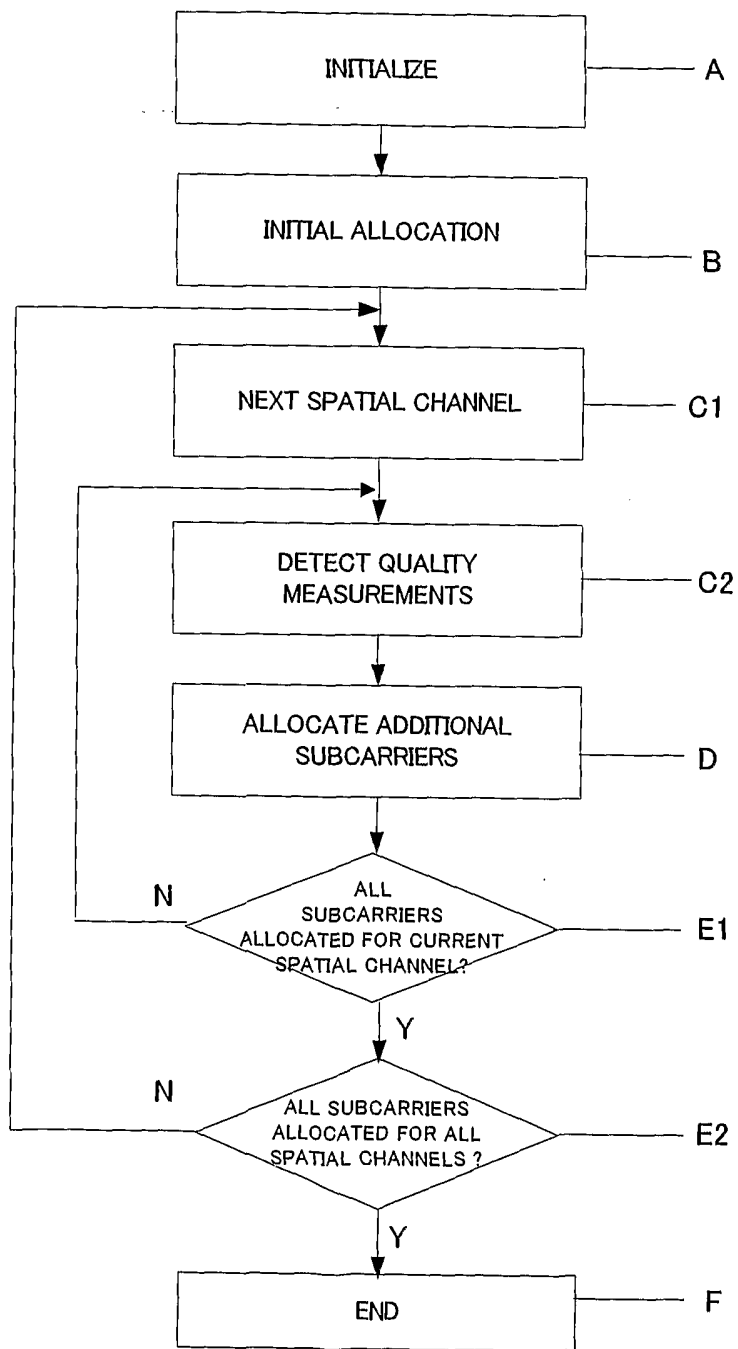 INITIALIZE
A
INITIAL ALLOCATION
B
NEXT SPATIAL CHANNEL
C1
DETECT QUALITY
MEASUREMENTS
C2
ALLOCATE ADDITIONAL
SUBCARRIERS
D
N
ALL
SUBCARRIERS
ALLOCATED FOR CURRENT
SPATIAL CHANNEL?
E1
Y
N
ALL SUBCARRIERS
ALLOCATED FOR ALL
SPATIAL CHANNELS ?
E2
Y
END
F